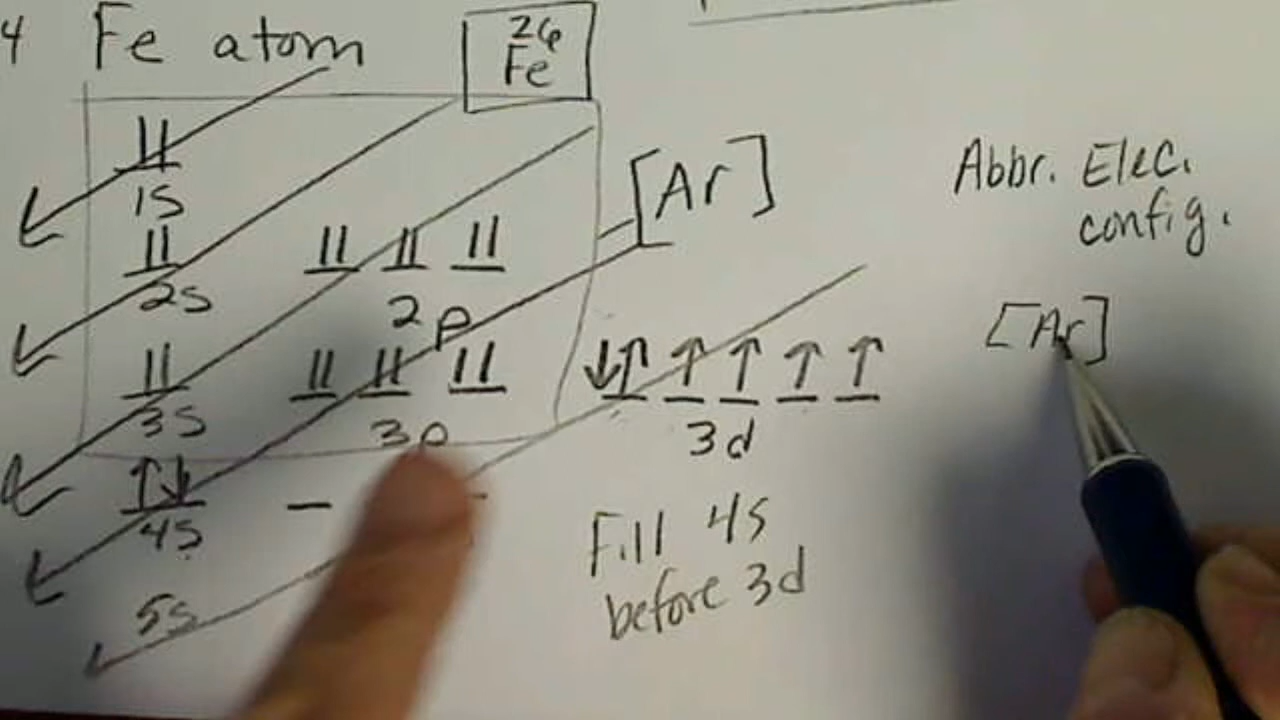 4 Fe atom
26
Fe
1s
[Ar]
Abbr. Elec.
config.
2s
2p
[Ar]
3s
3p
3d
4s
Fill 4s
before 3d
5s